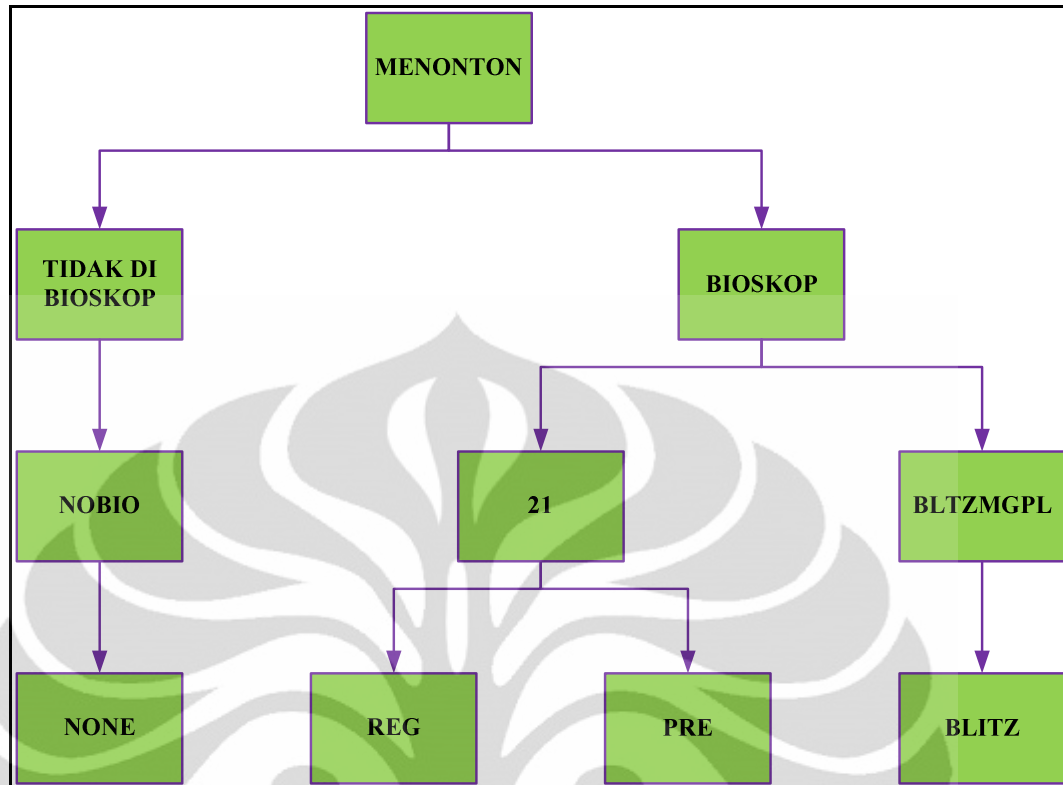 MENONTON
TIDAK DI
BIOSKOP
BIOSKOP
NOBIO
21
BLTZMGPL
NONE
REG
PRE
BLITZ